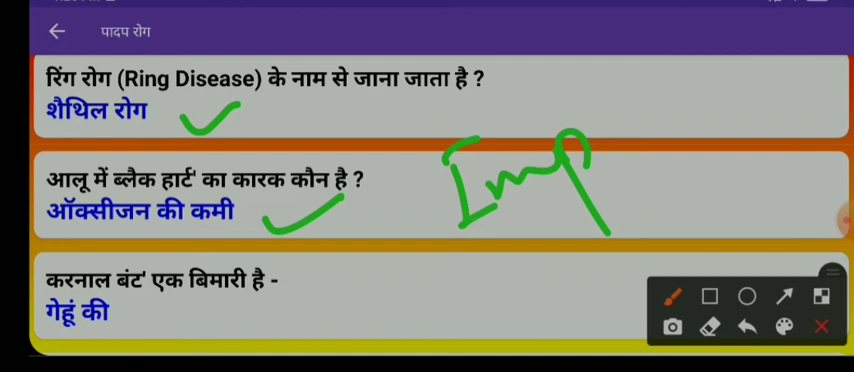 पादप रोग
रिंग रोग (Ring Disease) के नाम से जाना जाता है ?
शैथिल रोग
आलू में ब्लैक हार्ट' का कारक कौन है ?
ऑक्सीजन की कमी
Imp
करनाल बंट' एक बिमारी है -
गेहूं की